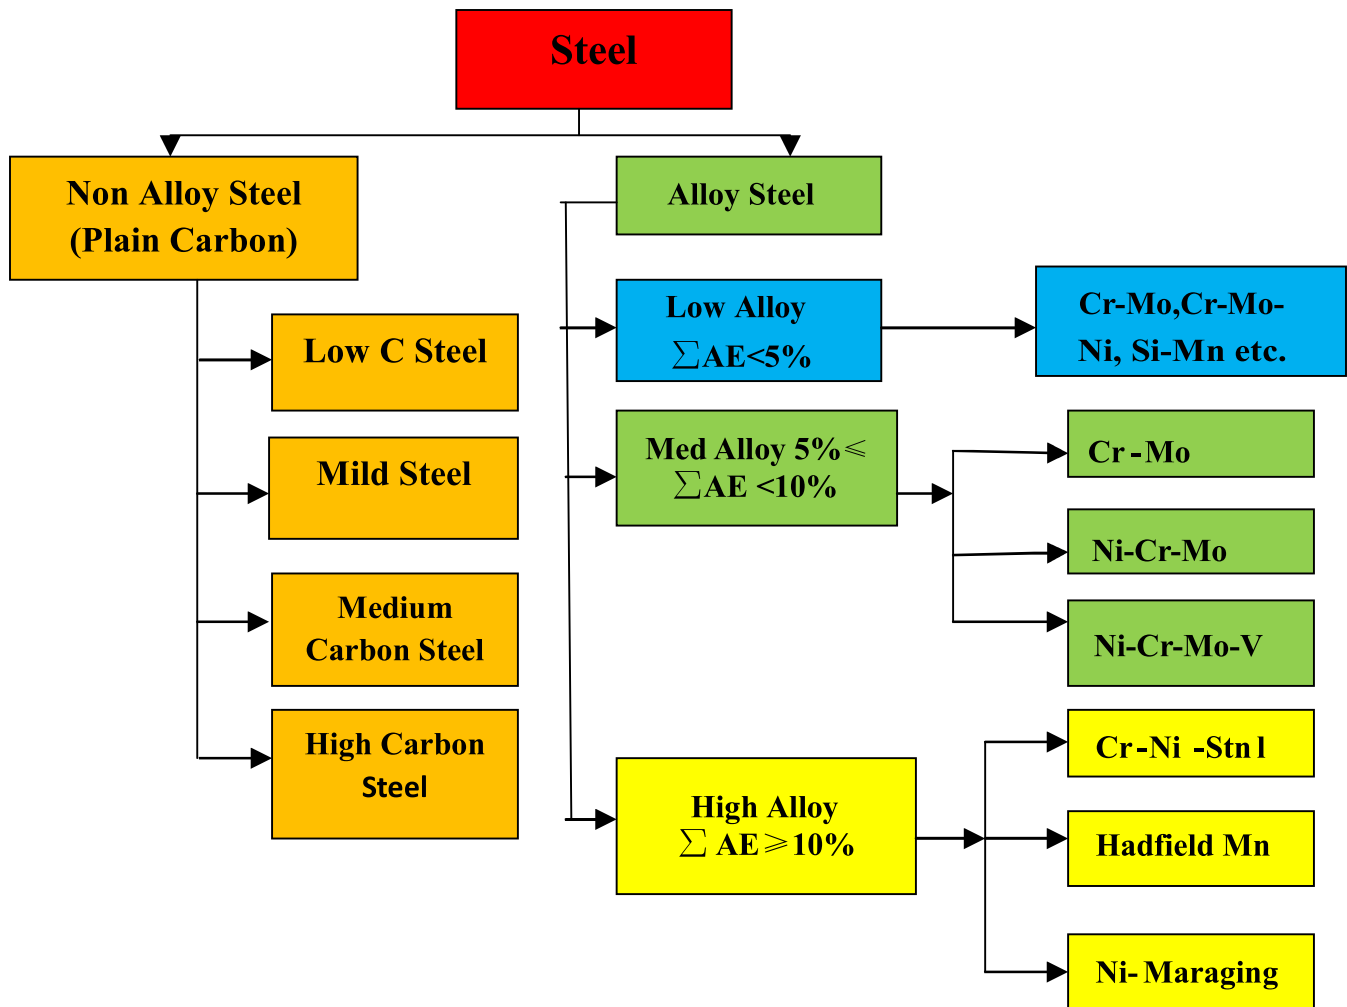 Steel
Non Alloy Steel
(Plain Carbon)
Alloy Steel
Low C Steel
Mild Steel
Medium
Carbon Steel
High Carbon
Steel
Low Alloy
∑AE<5%
Cr-Mo,Cr-Mo-
Ni, Si-Mn etc.
Med Alloy 5%≤
∑AE <10%
Cr-Mo
Ni-Cr-Mo
Ni-Cr-Mo-V
High Alloy
∑ AE≥10%
Cr-Ni -Stnl
Hadfield Mn
Ni- Maraging